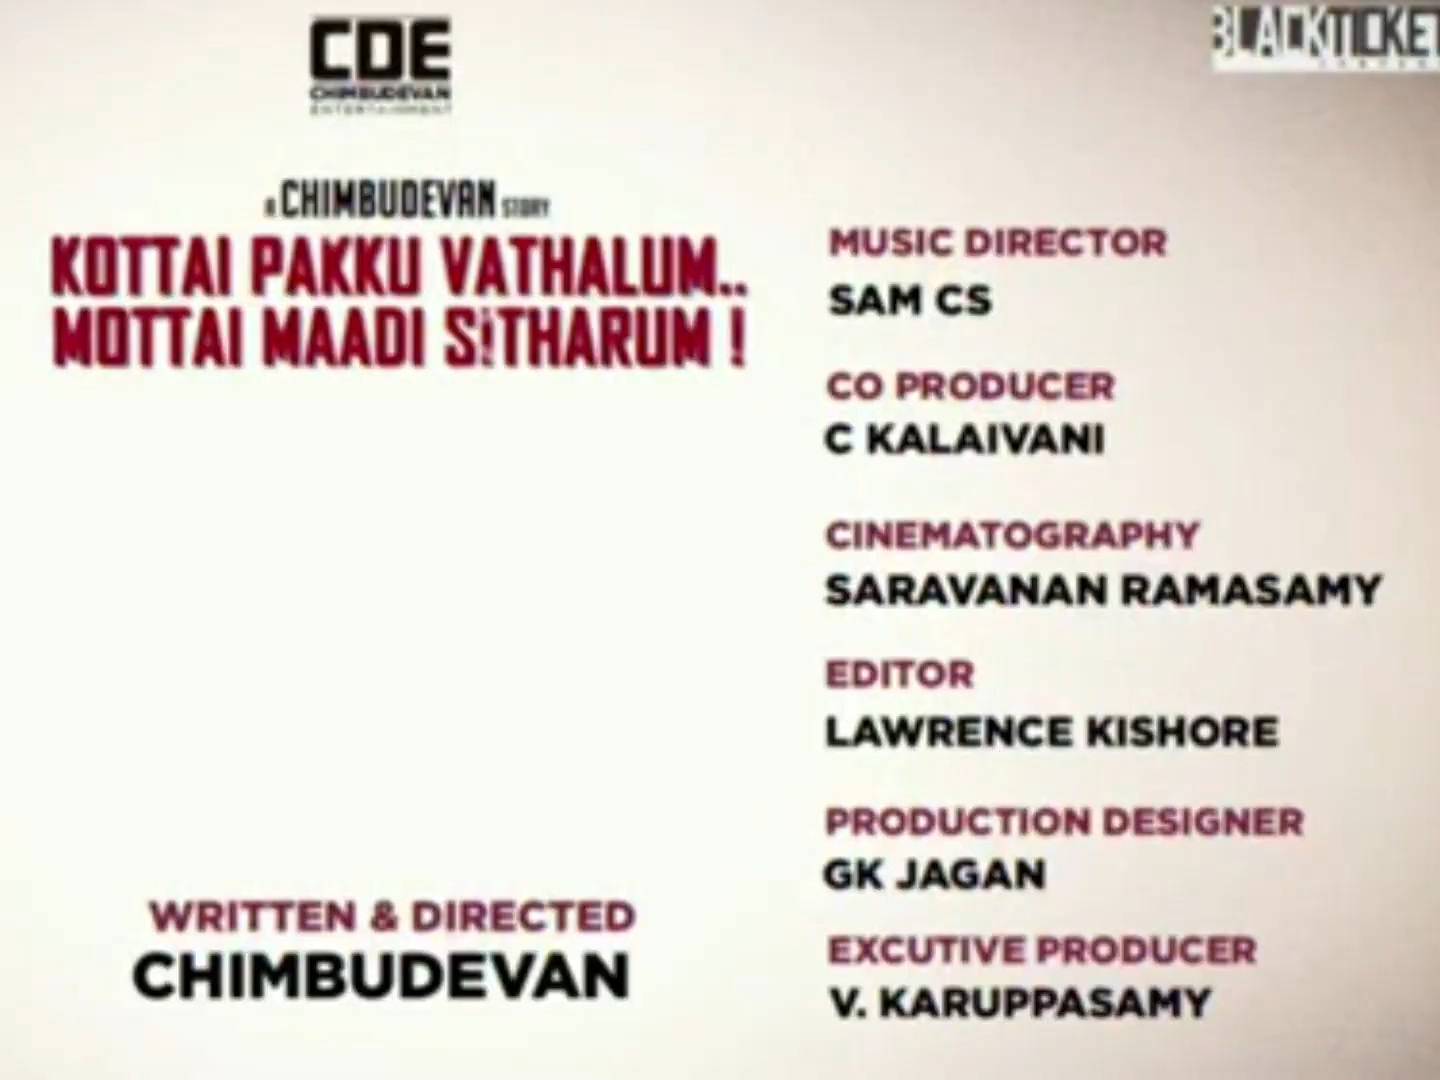 CDE
CHIMBUDEVAN
ENTERTAINMENT
A CHIMBUDEVAN STORY
KOTTAI PAKKU VATHALUM..
MOTTAI MAADI SiTHARUM !
WRITTEN & DIRECTED
CHIMBUDEVAN
BLACKTICKET
MUSIC DIRECTOR
SAM CS
CO PRODUCER
C KALAIVANI
CINEMATOGRAPHY
SARAVANAN RAMASAMY
EDITOR
LAWRENCE KISHORE
PRODUCTION DESIGNER
GK JAGAN
EXCUTIVE PRODUCER
V. KARUPPASAMY